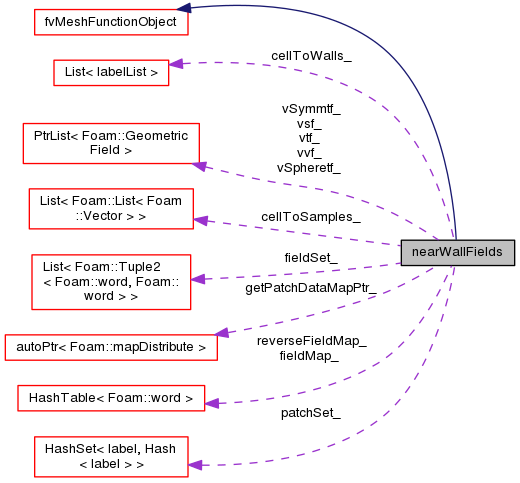 fvMeshFunctionObject
cellToWalls_
List< labelList >
vSymmtf_
vsf_
vtf_
vvf_
vSpheretf_
PtrList< Foam::Geometric
Field >
List< Foam::List< Foam
::Vector > >
cellToSamples_
nearWallFields
fieldSet_
List< Foam::Tuple2
< Foam::word, Foam::
word > >
getPatchDataMapPtr_
autoPtr< Foam::mapDistribute >
reverseFieldMap_
fieldMap_
HashTable< Foam::word >
patchSet_
HashSet< label, Hash
< label > >